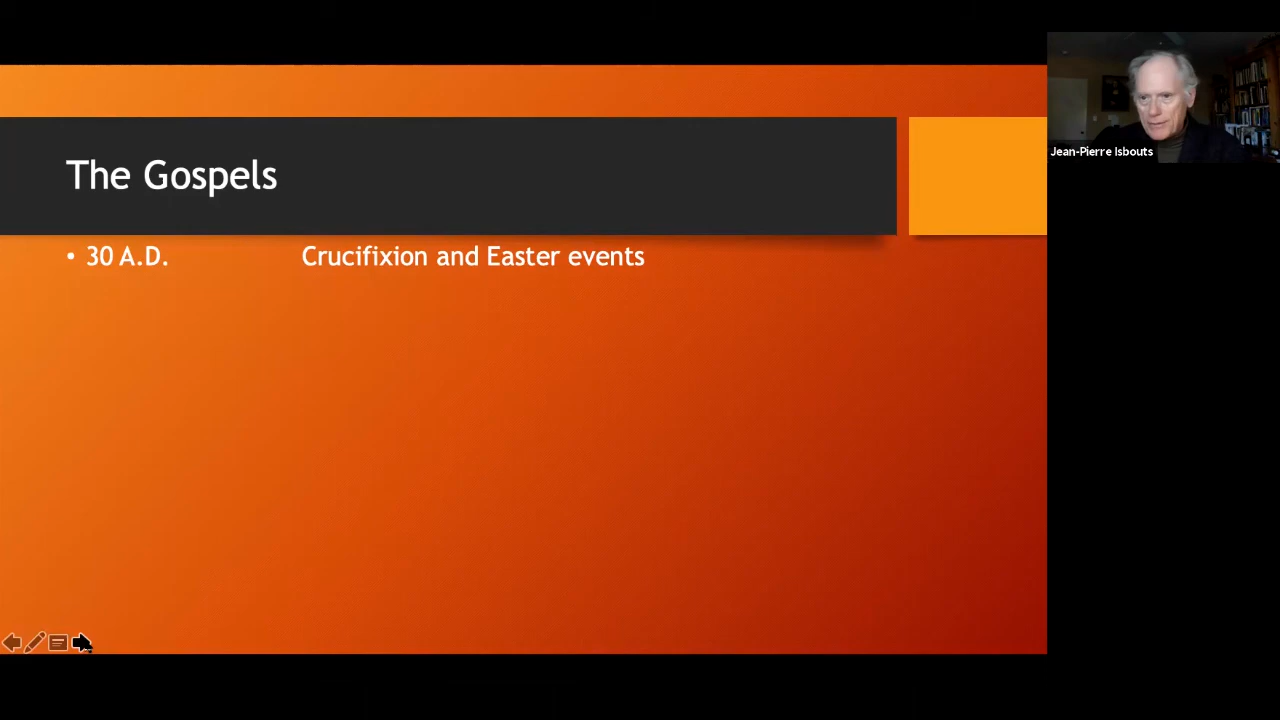 The Gospels
• 30 A.D. Crucifixion and Easter events
Jean-Pierre Isbouts